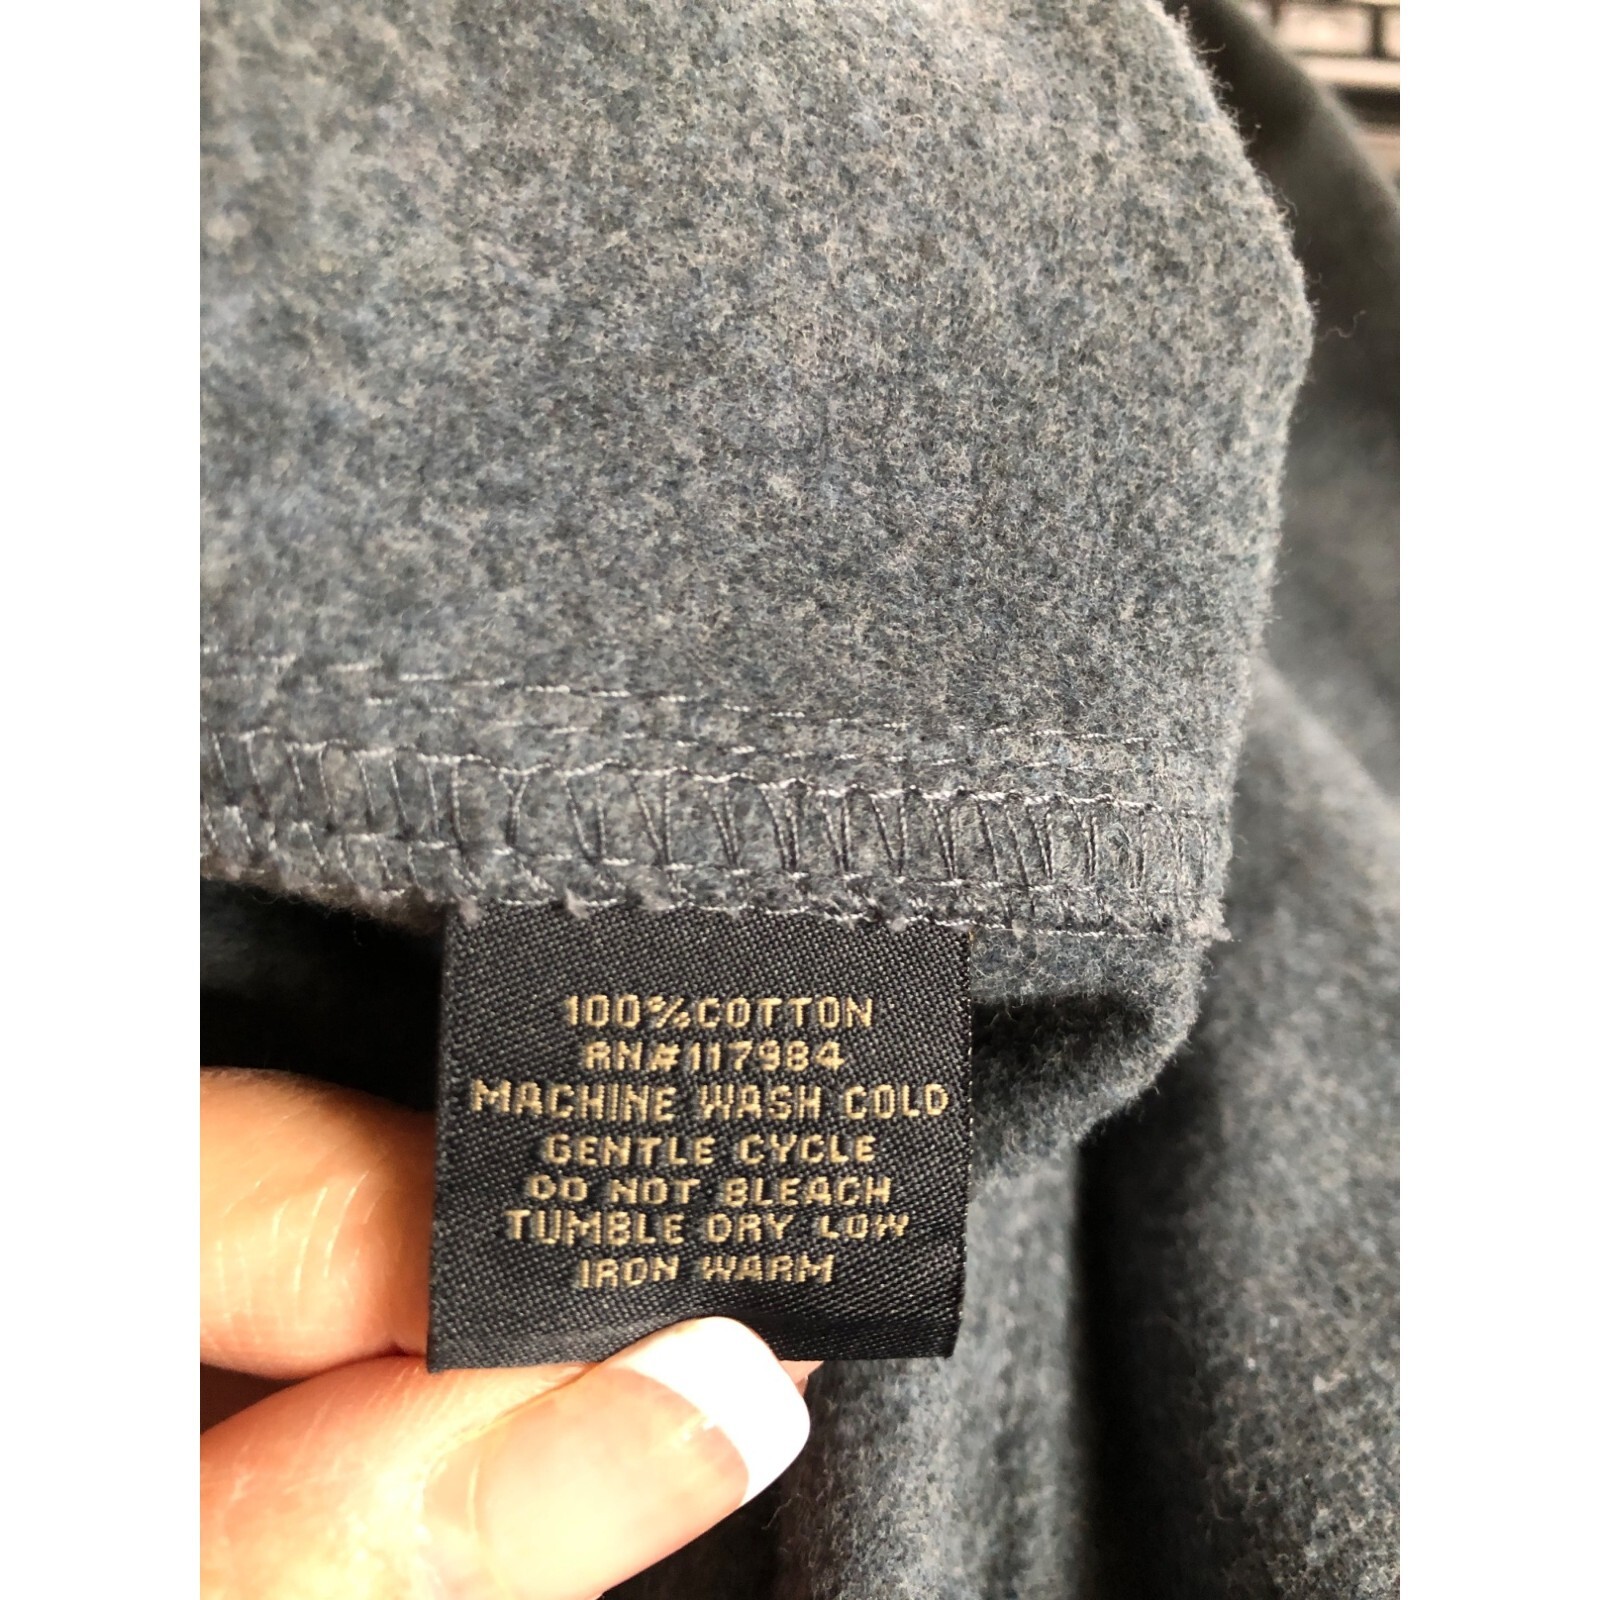 100%COTTON
RN#117984
MACHINE WASH COLD
GENTLE CYCLE
DO NOT BLEACH
TUMBLE DRY LOW
IRON WARM